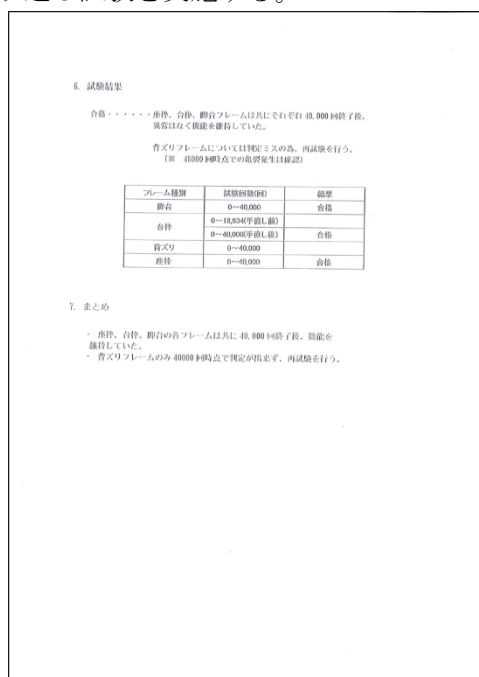 6. 試験結果
合格・・・・・・座枠、台枠、脚台フレームは共にそれぞれ 40,000 回終了後、
異常はなく機能を維持していた。
背ズリフレームについては判定ミスの為、再試験を行う。
(※ 48000 回時点での亀裂発生は確認)
フレーム種別 試験回数(回) 結果
脚台 0～40,000 合格
台枠 0～18,934(手直し前)
0～40,000(手直し後) 合格
背ズリ 0～40,000
座枠 0～40,000 合格
7. まとめ
・ 座枠、台枠、脚台の各フレームは共に 40,000 回終了後、機能を
維持していた。
・ 背ズリフレームのみ 40000 回時点で判定が出来ず、再試験を行う。